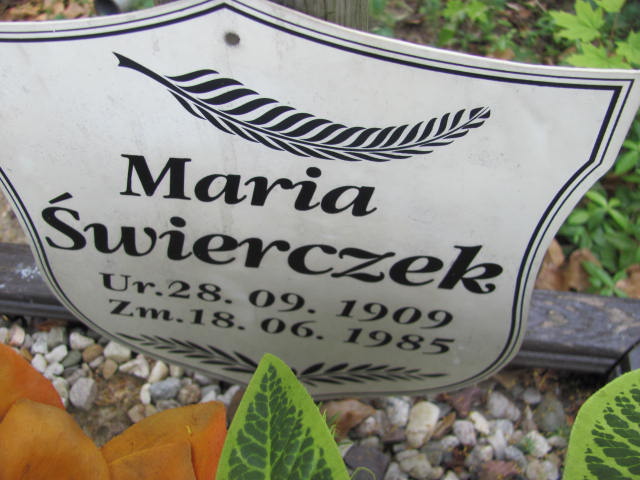 Maria
Świerczek
Ur.28. 09. 1909
Zm.18. 06. 1985